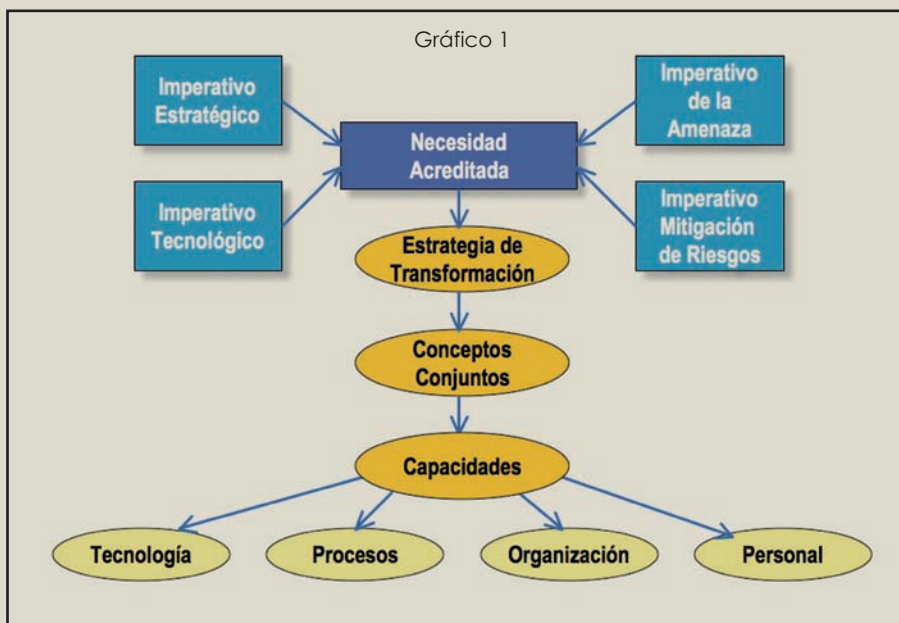 Gráfico 1
Imperativo
Estratégico
Imperativo
de la
Amenaza
Necesidad
Acreditada
Imperativo
Tecnológico
Imperativo
Mitigación
de Riesgos
Estrategia de
Transformación
Conceptos
Conjuntos
Capacidades
Tecnología
Procesos
Organización
Personal